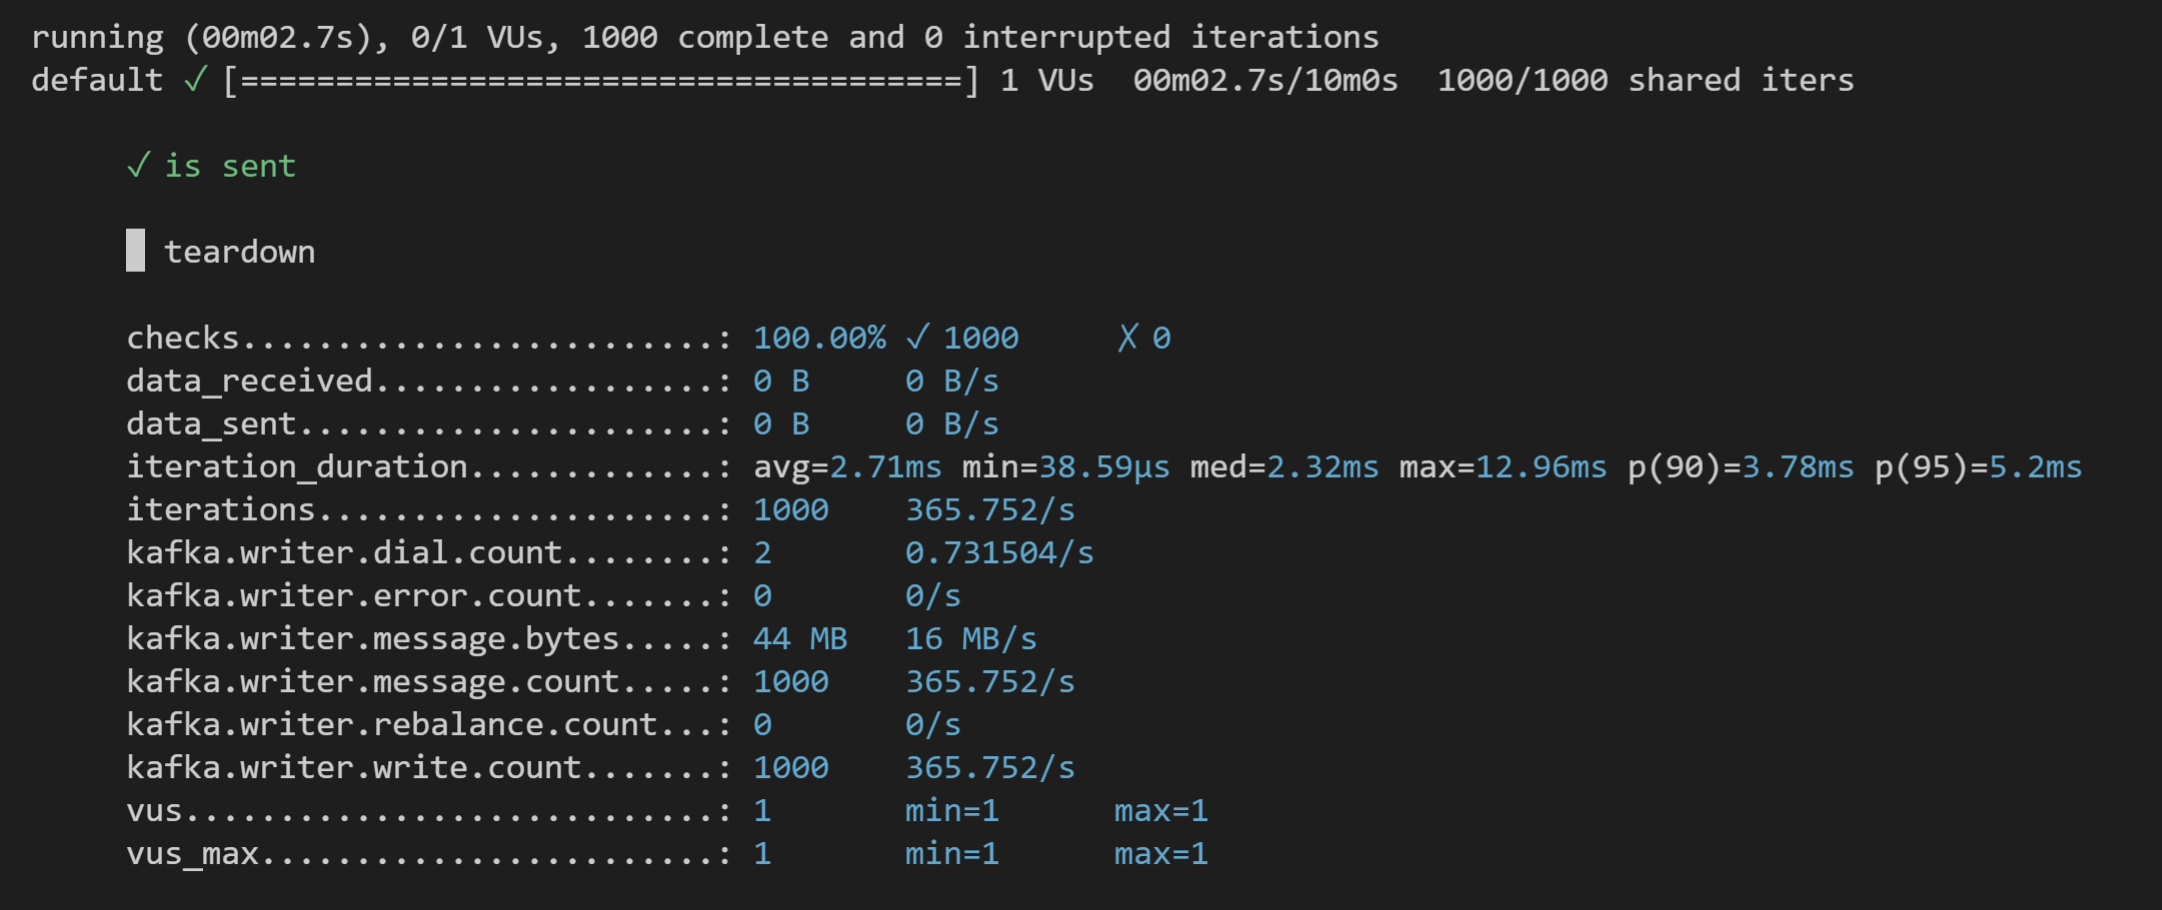 running (00m02.7s), 0/1 VUs, 1000 complete and 0 interrupted iterations
default ✓ [======================================] 1 VUs  00m02.7s/10m0s  1000/1000 shared iters
✓ is sent
█ teardown
checks.........................: 100.00% ✓ 1000     ✗ 0
data_received..................: 0 B     0 B/s
data_sent......................: 0 B     0 B/s
iteration_duration.............: avg=2.71ms min=38.59µs med=2.32ms max=12.96ms p(90)=3.78ms p(95)=5.2ms
iterations.....................: 1000    365.752/s
kafka.writer.dial.count........: 2       0.731504/s
kafka.writer.error.count.......: 0       0/s
kafka.writer.message.bytes.....: 44 MB   16 MB/s
kafka.writer.message.count.....: 1000    365.752/s
kafka.writer.rebalance.count...: 0       0/s
kafka.writer.write.count.......: 1000    365.752/s
vus............................: 1       min=1      max=1
vus_max........................: 1       min=1      max=1